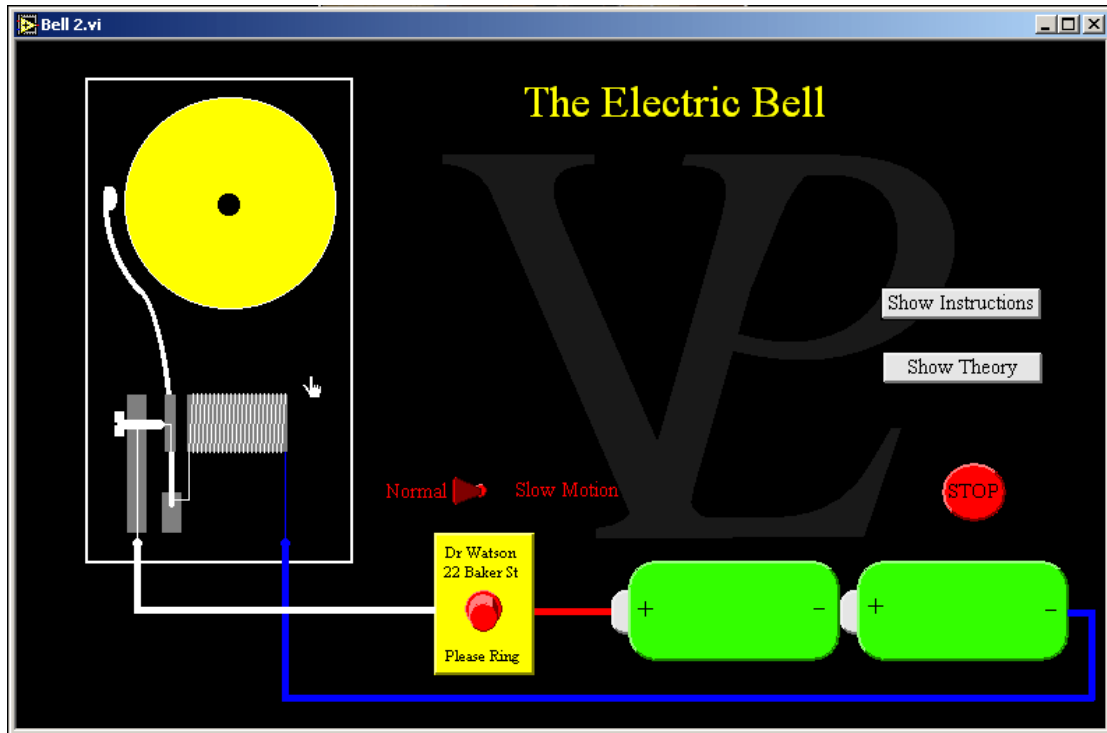 Bell 2.vi
The Electric Bell
VP
Show Instructions
Show Theory
Normal
Slow Motion
STOP
Dr Watson
22 Baker St
Please Ring
+ -
+ -